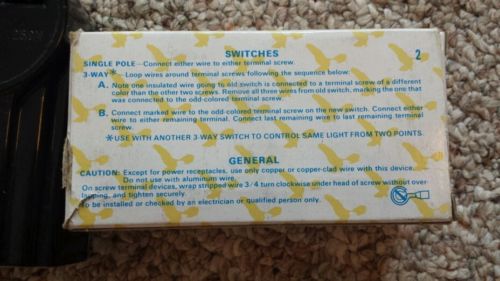 SWITCHES
2
SINGLE POLE—Connect either wire to either terminal screw.
3-WAY*—Loop wires around terminal screws following the sequence below:
A. Note one insulated wire going to old switch is connected to a terminal screw of a different
color than the other two screws. Remove all three wires from old switch, marking the one that
was connected to the odd-colored terminal screw.
B. Connect marked wire to the odd colored terminal screw on the new switch. Connect either
wire to either remaining terminal. Connect last remaining wire to last remaining terminal
screw.
*USE WITH ANOTHER 3-WAY SWITCH TO CONTROL SAME LIGHT FROM TWO POINTS
GENERAL
CAUTION: Except for power receptacles, use only copper or copper-clad wire with this device.
Do not use with aluminum wire.
On screw terminal devices, wrap stripped wire 3/4 turn clockwise under head of screw without over-
lapping, and tighten securely.
To be installed or checked by an electrician or qualified person only.